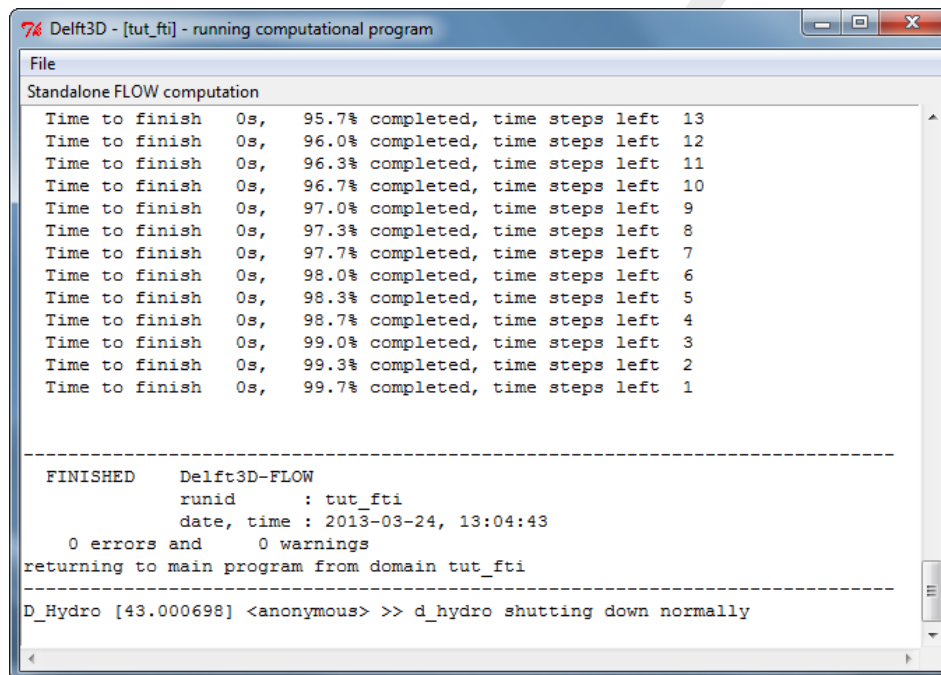 Delft3D - [tut_fti] - running computational program
File
Standalone FLOW computation
Time to finish 0s, 95.7% completed, time steps left 13
Time to finish 0s, 96.0% completed, time steps left 12
Time to finish 0s, 96.3% completed, time steps left 11
Time to finish 0s, 96.7% completed, time steps left 10
Time to finish 0s, 97.0% completed, time steps left 9
Time to finish 0s, 97.3% completed, time steps left 8
Time to finish 0s, 97.7% completed, time steps left 7
Time to finish 0s, 98.0% completed, time steps left 6
Time to finish 0s, 98.3% completed, time steps left 5
Time to finish 0s, 98.7% completed, time steps left 4
Time to finish 0s, 99.0% completed, time steps left 3
Time to finish 0s, 99.3% completed, time steps left 2
Time to finish 0s, 99.7% completed, time steps left 1
------------------------------------------------------------------------------
FINISHED Delft3D-FLOW
runid : tut_fti
date, time : 2013-03-24, 13:04:43
0 errors and 0 warnings
returning to main program from domain tut_fti
------------------------------------------------------------------------------
D_Hydro [43.000698] <anonymous> >> d_hydro shutting down normally